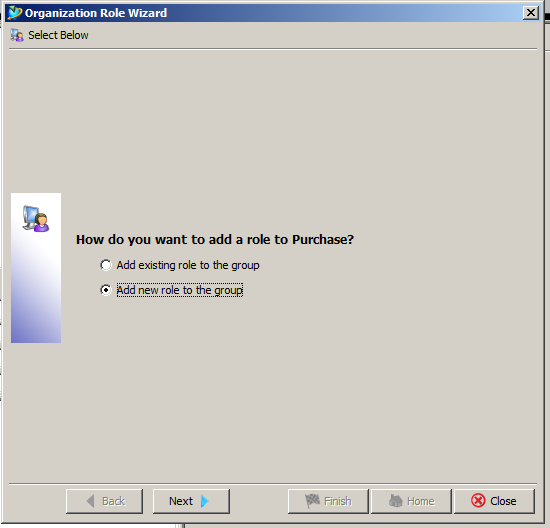 Organization Role Wizard
Select Below
How do you want to add a role to Purchase?
Add existing role to the group
Add new role to the group
Back Next Finish Home Close